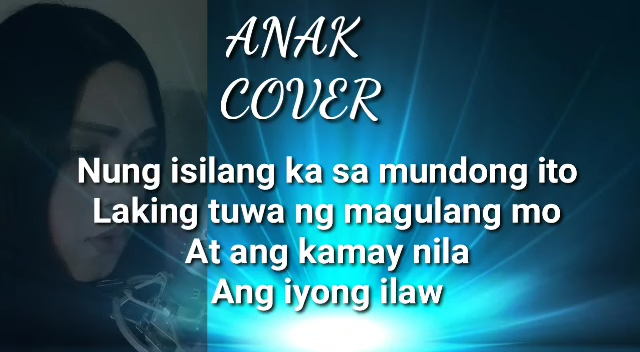 ANAK
COVER
Nung isilang ka sa mundong ito
Laking tuwa ng magulang mo
At ang kamay nila
Ang iyong ilaw